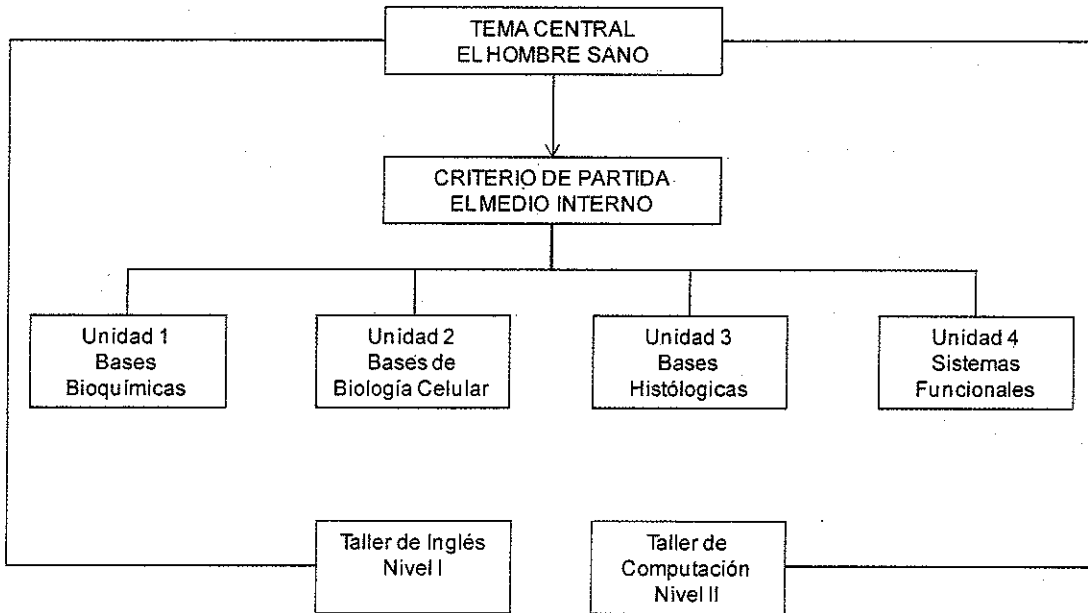 TEMA CENTRAL
EL HOMBRE SANO
CRITERIO DE PARTIDA
EL MEDIO INTERNO
Unidad 1
Bases
Bioquímicas
Unidad 2
Bases de
Biología Celular
Unidad 3
Bases
Histólogicas
Unidad 4
Sistemas
Funcionales
Taller de Inglés
Nivel I
Taller de
Computación
Nivel II